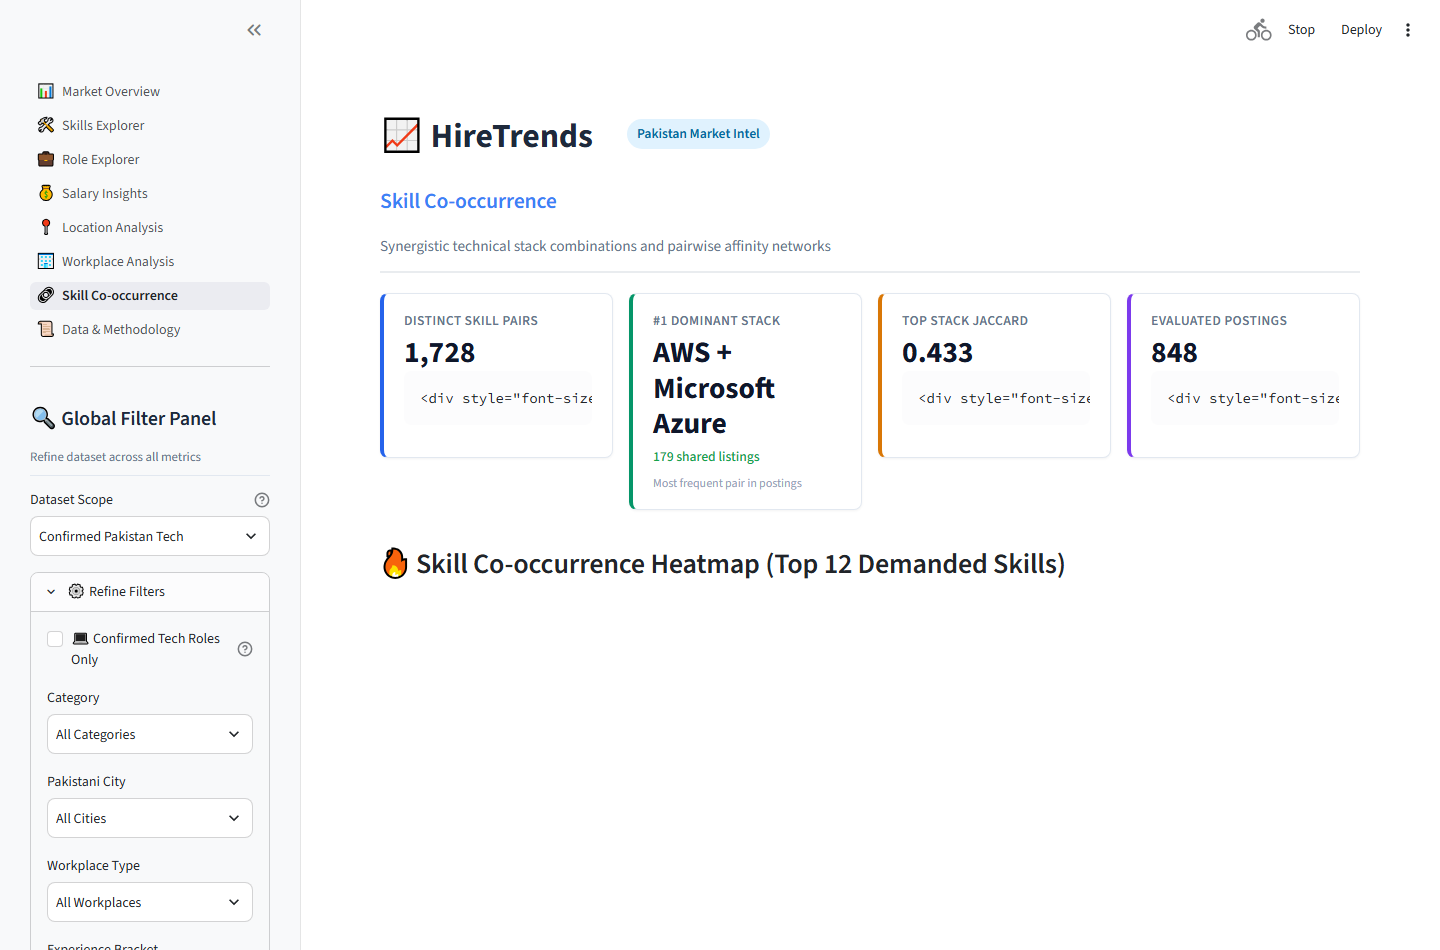 Stop
Deploy
Market Overview
Skills Explorer
Role Explorer
Salary Insights
Location Analysis
Workplace Analysis
Skill Co-occurrence
Data & Methodology
Global Filter Panel
Refine dataset across all metrics
Dataset Scope
Confirmed Pakistan Tech
Refine Filters
Confirmed Tech Roles
Only
Category
All Categories
Pakistani City
All Cities
Workplace Type
All Workplaces
Experience Bracket
HireTrends
Pakistan Market Intel
Skill Co-occurrence
Synergistic technical stack combinations and pairwise affinity networks
DISTINCT SKILL PAIRS
1,728
<div style="font-size
#1 DOMINANT STACK
AWS +
Microsoft
Azure
179 shared listings
Most frequent pair in postings
TOP STACK JACCARD
0.433
<div style="font-size
EVALUATED POSTINGS
848
<div style="font-size
Skill Co-occurrence Heatmap (Top 12 Demanded Skills)